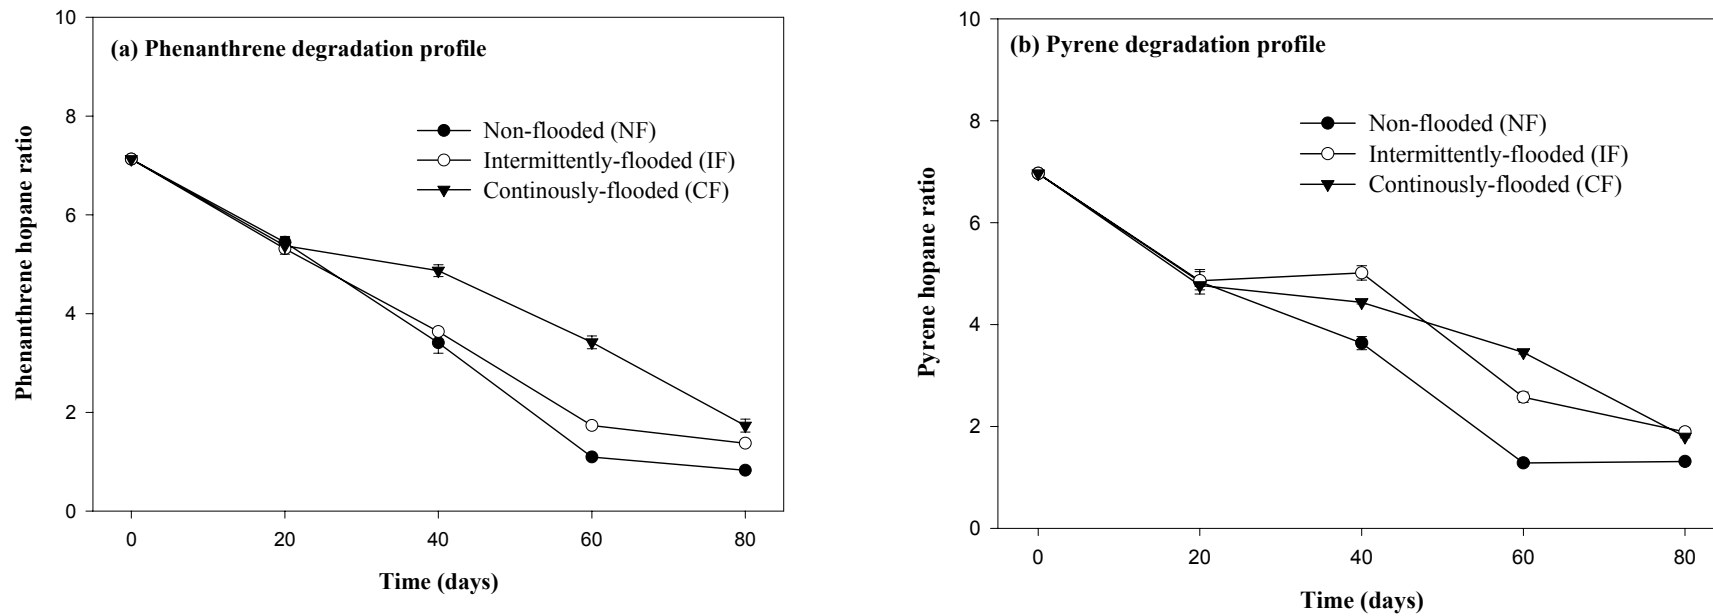 (a) Phenanthrene degradation profile
Phenanthrene hopane ratio
10
8
6
4
2
0
Non-flooded (NF)
Intermittently-flooded (IF)
Continously-flooded (CF)
0 20 40 60 80
Time (days)
(b) Pyrene degradation profile
Pyrene hopane ratio
10
8
6
4
2
0
Non-flooded (NF)
Intermittently-flooded (IF)
Continously-flooded (CF)
0 20 40 60 80
Time (days)